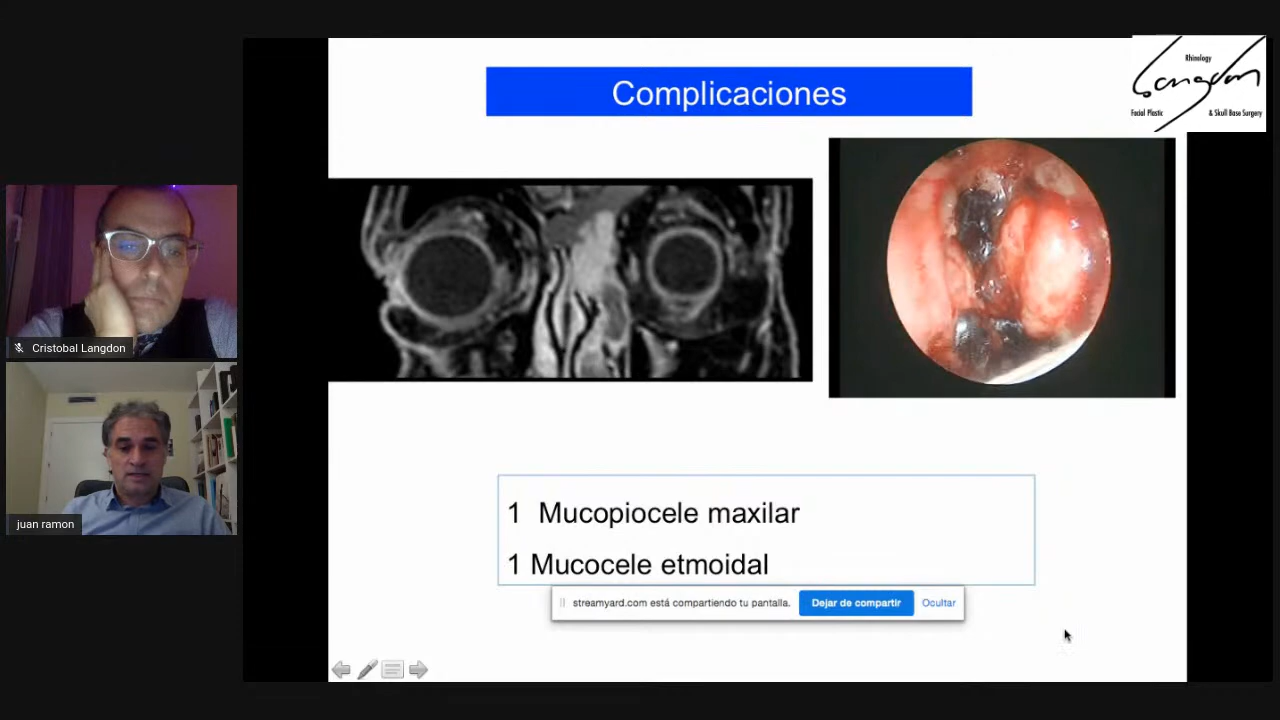 Complicaciones
Rhinology
Langdon
Facial Plastic & Skull Base Surgery
Cristobal Langdon
juan ramon
1 Mucopiocele maxilar
1 Mucocele etmoidal
streamyard.com está compartiendo tu pantalla. Dejar de compartir Ocultar